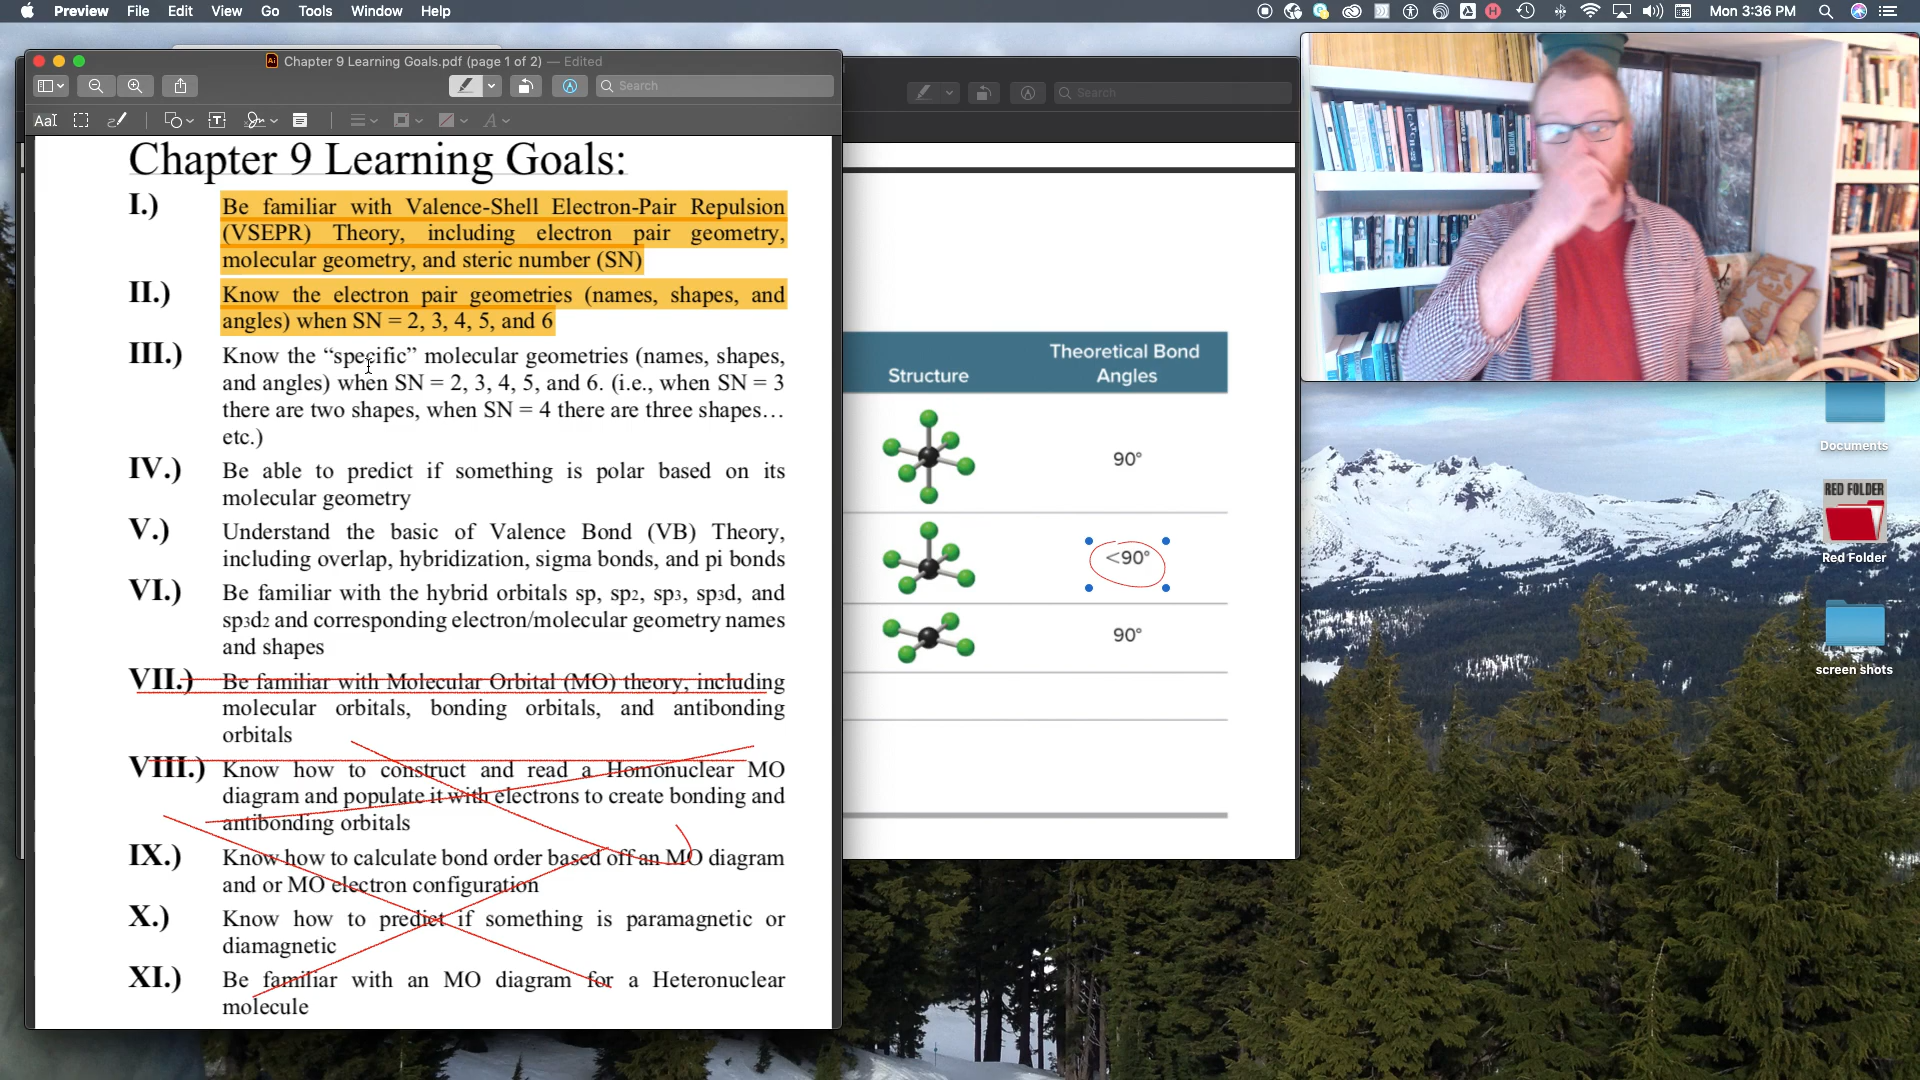 Preview File Edit View Go Tools Window Help
Mon 3:36 PM
Chapter 9 Learning Goals.pdf (page 1 of 2) — Edited
Search
Search
Chapter 9 Learning Goals:
I.) Be familiar with Valence-Shell Electron-Pair Repulsion
(VSEPR) Theory, including electron pair geometry,
molecular geometry, and steric number (SN)
II.) Know the electron pair geometries (names, shapes, and
angles) when SN = 2, 3, 4, 5, and 6
III.) Know the “specific” molecular geometries (names, shapes,
and angles) when SN = 2, 3, 4, 5, and 6. (i.e., when SN = 3
there are two shapes, when SN = 4 there are three shapes…
etc.)
IV.) Be able to predict if something is polar based on its
molecular geometry
V.) Understand the basic of Valence Bond (VB) Theory,
including overlap, hybridization, sigma bonds, and pi bonds
VI.) Be familiar with the hybrid orbitals sp, sp2, sp3, sp3d, and
sp3d2 and corresponding electron/molecular geometry names
and shapes
VII.) Be familiar with Molecular Orbital (MO) theory, including
molecular orbitals, bonding orbitals, and antibonding
orbitals
VIII.) Know how to construct and read a Homonuclear MO
diagram and populate it with electrons to create bonding and
antibonding orbitals
IX.) Know how to calculate bond order based off an MO diagram
and or MO electron configuration
X.) Know how to predict if something is paramagnetic or
diamagnetic
XI.) Be familiar with an MO diagram for a Heteronuclear
molecule
Structure
Theoretical Bond
Angles
90°
<90°
90°
Documents
RED FOLDER
Red Folder
screen shots